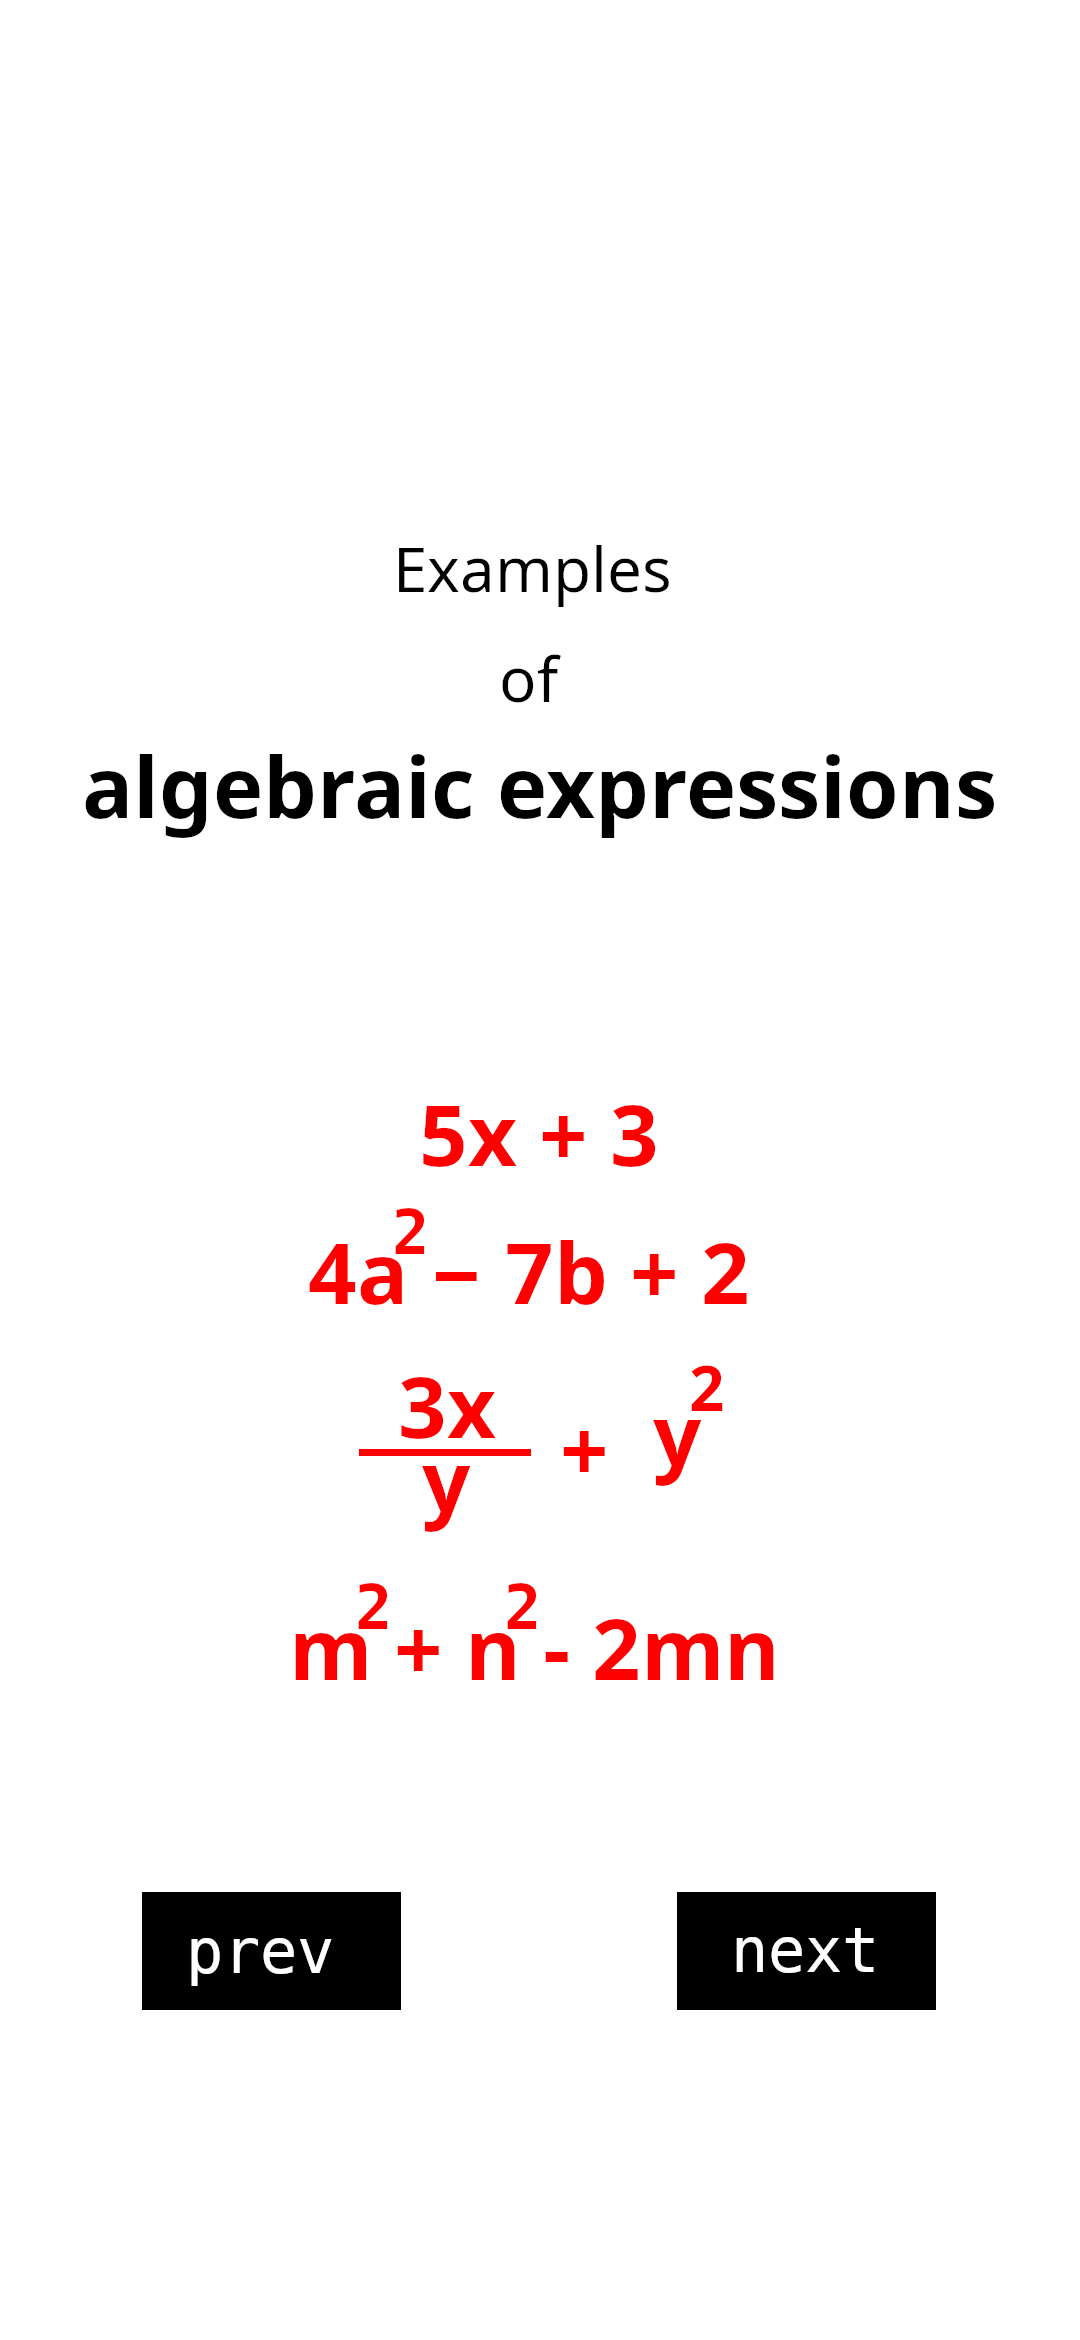 Examples
of
algebraic expressions
5x + 3
4a² − 7b + 2
3x
y + y²
m² + n² - 2mn
prev next